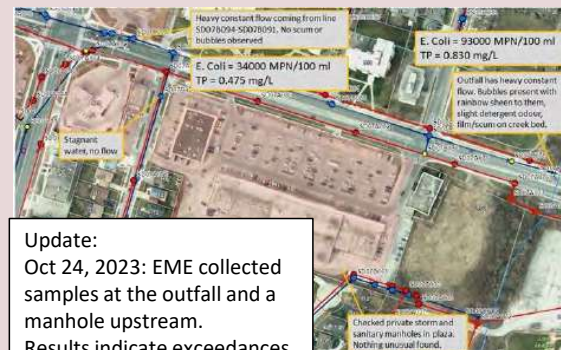 Heavy constant flow coming from line
SD07B094-SD07B091. No scum or
bubbles observed
E. Coli = 34000 MPN/100 ml
TP = 0.475 mg/L
E. Coli = 93000 MPN/100 ml
TP = 0.830 mg/L
Outfall has heavy constant
flow. Bubbles present with
rainbow sheen to them,
slight detergent odour,
film/scum on creek bed.
Stagnant
water, no flow
Checked private storm and
sanitary manholes in plaza.
Nothing unusual found.
Update:
Oct 24, 2023: EME collected
samples at the outfall and a
manhole upstream.
Results indicate exceedances